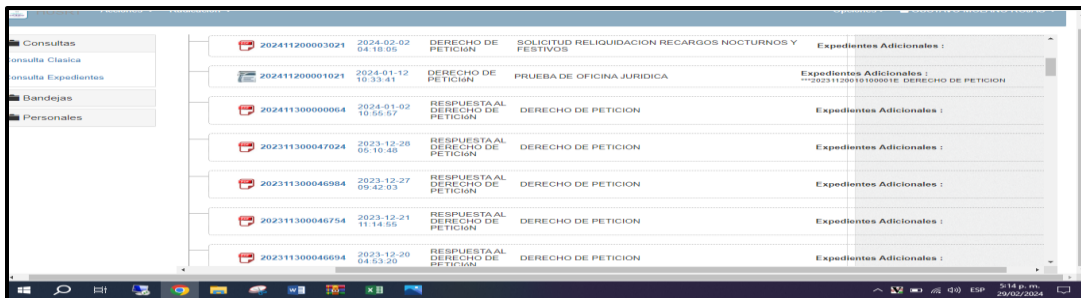 Consultas
onsulta Clasica
onsulta Expedientes
Bandejas
Personales
202411200003021 2024-02-02 04:18:05 DERECHO DE PETICIóN SOLICITUD RELIQUIDACION RECARGOS NOCTURNOS Y FESTIVOS Expedientes Adicionales :
202411200001021 2024-01-12 10:33:41 DERECHO DE PETICIóN PRUEBA DE OFICINA JURIDICA Expedientes Adicionales :
***2023112001010001E DERECHO DE PETICION
202411300000064 2024-01-02 10:55:57 RESPUESTA AL DERECHO DE PETICIóN DERECHO DE PETICION Expedientes Adicionales :
202311300047024 2023-12-28 05:10:48 RESPUESTA AL DERECHO DE PETICIóN DERECHO DE PETICION Expedientes Adicionales :
202311300046984 2023-12-27 09:42:03 RESPUESTA AL DERECHO DE PETICIóN DERECHO DE PETICION Expedientes Adicionales :
202311300046754 2023-12-21 11:14:55 RESPUESTA AL DERECHO DE PETICIóN DERECHO DE PETICION Expedientes Adicionales :
202311300046694 2023-12-20 04:53:20 RESPUESTA AL DERECHO DE PETICIóN DERECHO DE PETICION Expedientes Adicionales :
ESP 5:14 p. m.
29/02/2024